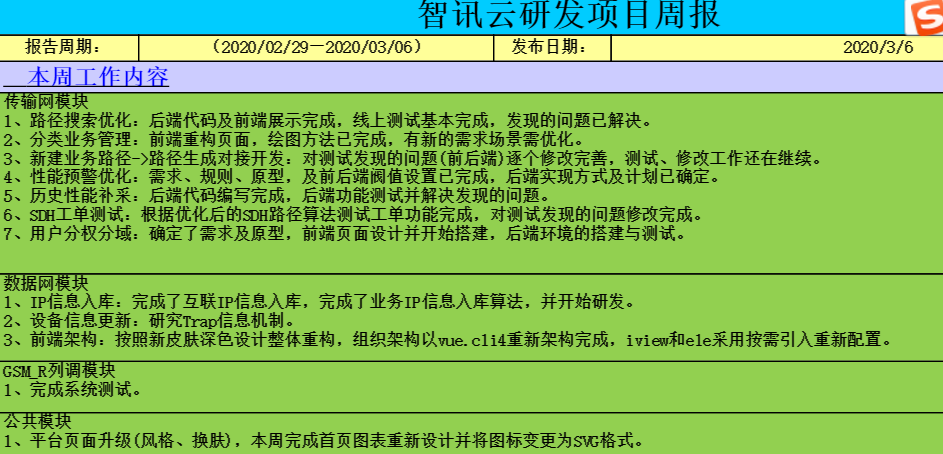 智讯云研发项目周报
报告周期： （2020/02/29－2020/03/06） 发布日期： 2020/3/6
本周工作内容
传输网模块
1、路径搜索优化：后端代码及前端展示完成，线上测试基本完成，发现的问题已解决。
2、分类业务管理：前端重构页面，绘图方法已完成，有新的需求场景需优化。
3、新建业务路径->路径生成对接开发：对测试发现的问题(前后端)逐个修改完善，测试、修改工作还在继续。
4、性能预警优化：需求、规则、原型，及前后端阀值设置已完成，后端实现方式及计划已确定。
5、历史性能补采：后端代码编写完成，后端功能测试并解决发现的问题。
6、SDH工单测试：根据优化后的SDH路径算法测试工单功能完成，对测试发现的问题修改完成。
7、用户分权分域：确定了需求及原型，前端页面设计并开始搭建，后端环境的搭建与测试。
数据网模块
1、IP信息入库：完成了互联IP信息入库，完成了业务IP信息入库算法，并开始研发。
2、设备信息更新：研究Trap信息机制。
3、前端架构：按照新皮肤深色设计整体重构，组织架构以vue.cli4重新架构完成，iview和ele采用按需引入重新配置。
GSM_R列调模块
1、完成系统测试。
公共模块
1、平台页面升级(风格、换肤)，本周完成首页图表重新设计并将图标变更为SVG格式。